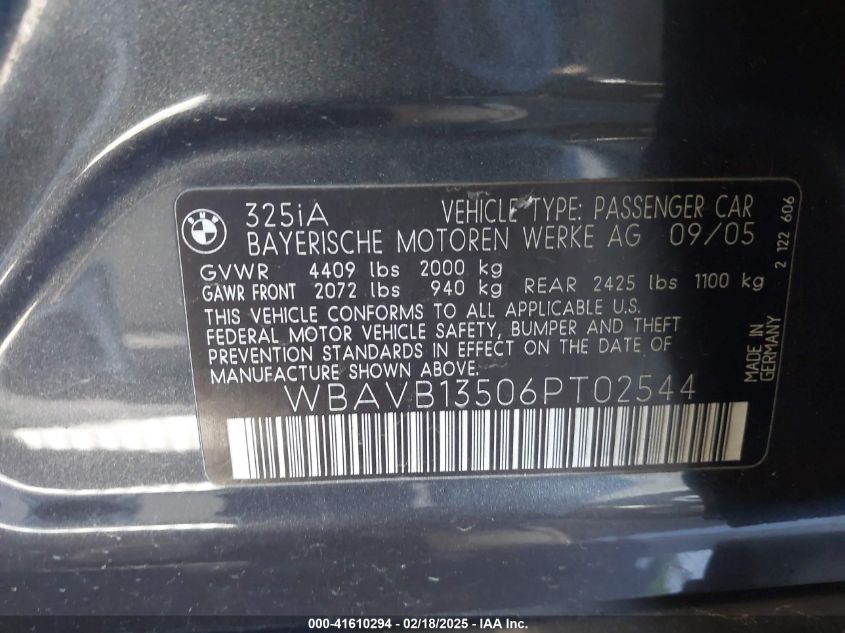 BMW
325iA VEHICLE TYPE: PASSENGER CAR
BAYERISCHE MOTOREN WERKE AG 09/05
GVWR 4409 lbs 2000 kg
GAWR FRONT 2072 lbs 940 kg REAR 2425 lbs 1100 kg
THIS VEHICLE CONFORMS TO ALL APPLICABLE U.S.
FEDERAL MOTOR VEHICLE SAFETY, BUMPER AND THEFT
PREVENTION STANDARDS IN EFFECT ON THE DATE OF
MANUFACTURE SHOWN ABOVE.
WBAVB13506PT02544
2 122 606
MADE IN
GERMANY
000-41610294 - 02/18/2025 - IAA Inc.